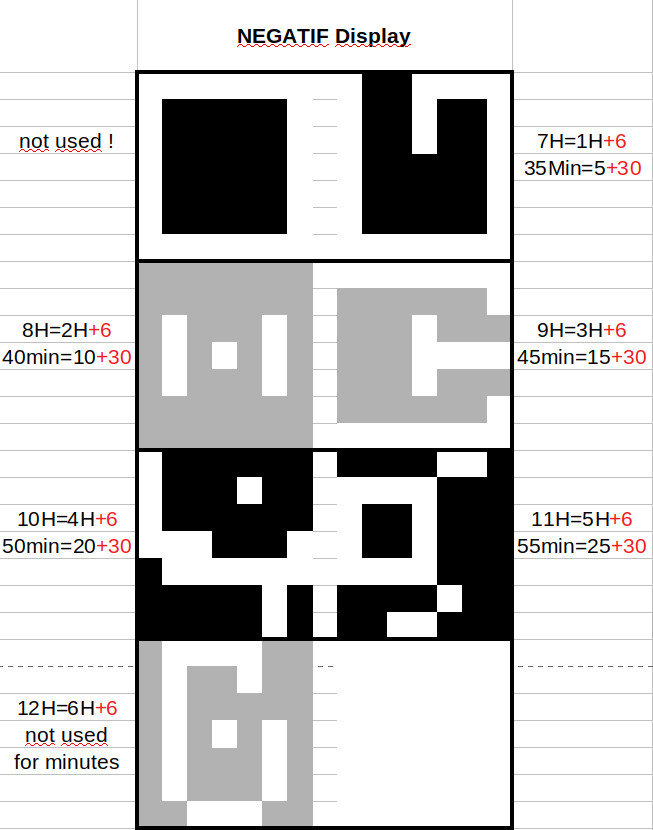 NEGATIF Display
not used !
7H=1H+6
35Min=5+30
8H=2H+6
40min=10+30
9H=3H+6
45min=15+30
10H=4H+6
50min=20+30
11H=5H+6
55min=25+30
12H=6H+6
not used
for minutes